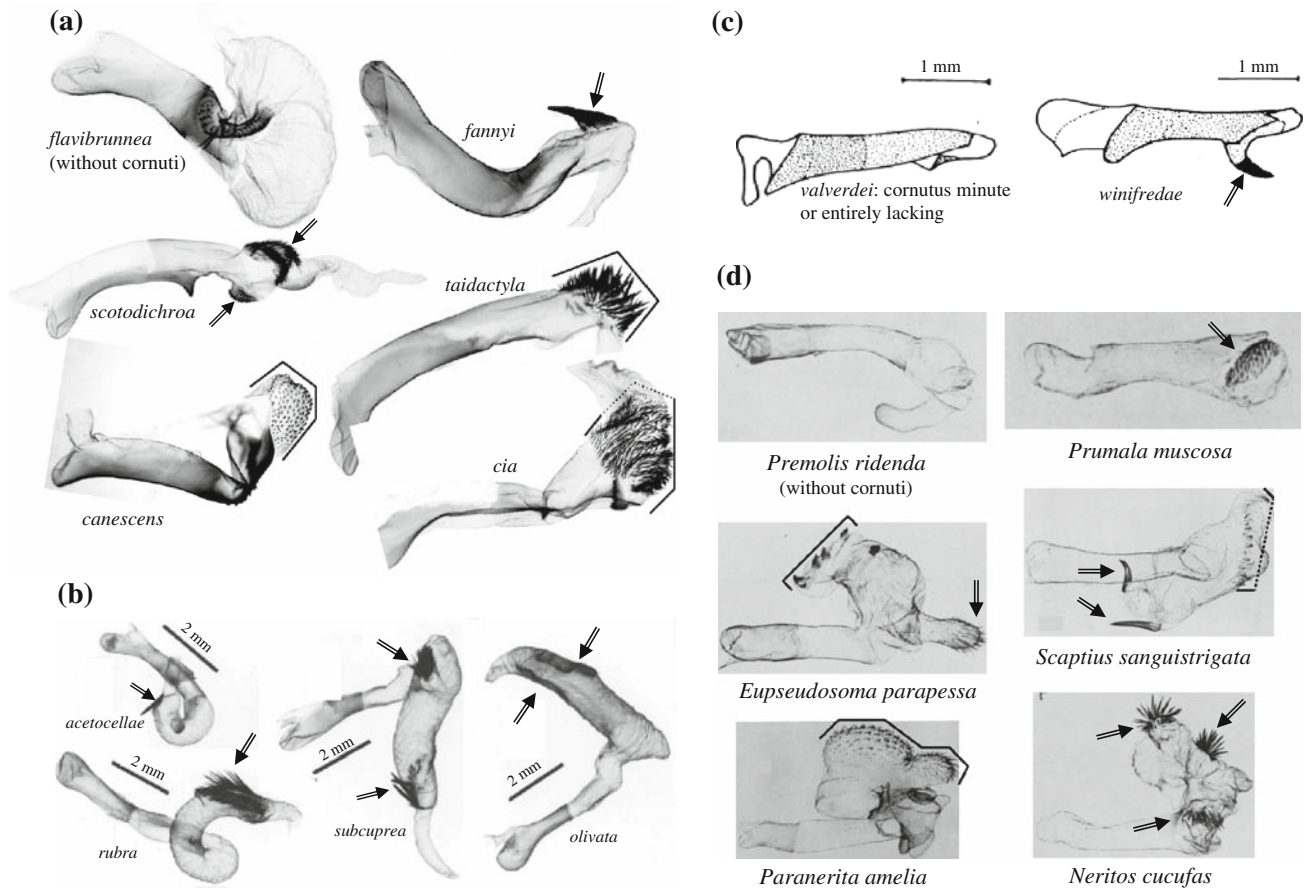 (a)
flavibrunnea
(without cornuti)
fannyi
scotodichroa
taidactyla
canescens
cia
(b)
2 mm
acetocellae
2 mm
rubra
2 mm
subcuprea
2 mm
olivata
(c)
1 mm
1 mm
valverdei: cornutus minute
or entirely lacking
winifredae
(d)
Premolis ridenda
(without cornuti)
Prumala muscosa
Eupseudosoma parapessa
Scaptius sanguistrigata
Paranerita amelia
Neritos cucufas